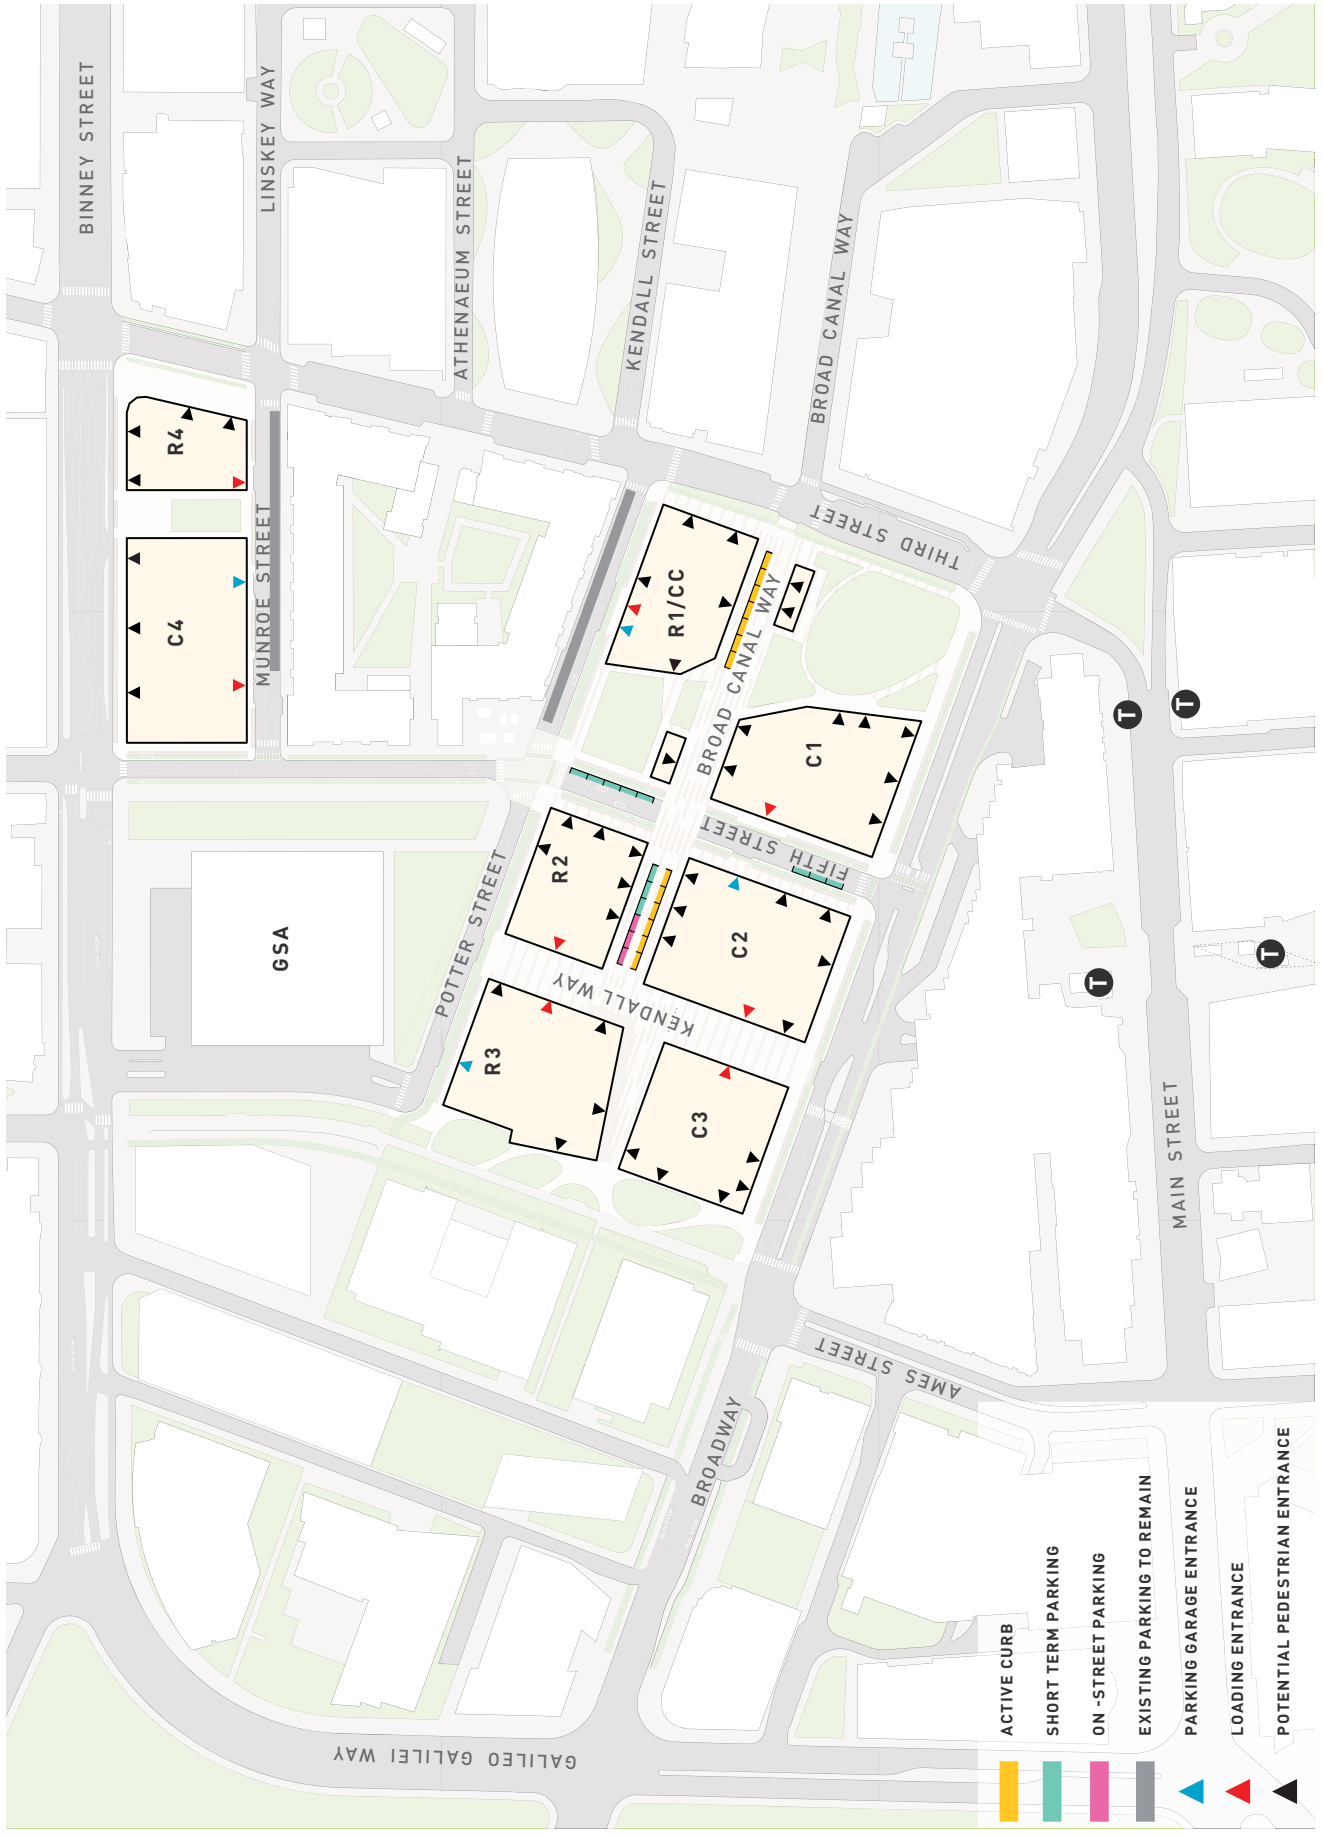 BINNEY STREET
LINSKEY WAY
ATHENAEUM STREET
KENDALL STREET
BROAD CANAL WAY
THIRD STREET
MUNROE STREET
R4
C4
R1/CC
BROAD CANAL WAY
C1
FIFTH STREET
GSA
POTTER STREET
R2
C2
KENDALL WAY
R3
C3
MAIN STREET
T
T
T
T
AMES STREET
BROADWAY
GALILEO GALILEI WAY
ACTIVE CURB
SHORT TERM PARKING
ON -STREET PARKING
EXISTING PARKING TO REMAIN
PARKING GARAGE ENTRANCE
LOADING ENTRANCE
POTENTIAL PEDESTRIAN ENTRANCE